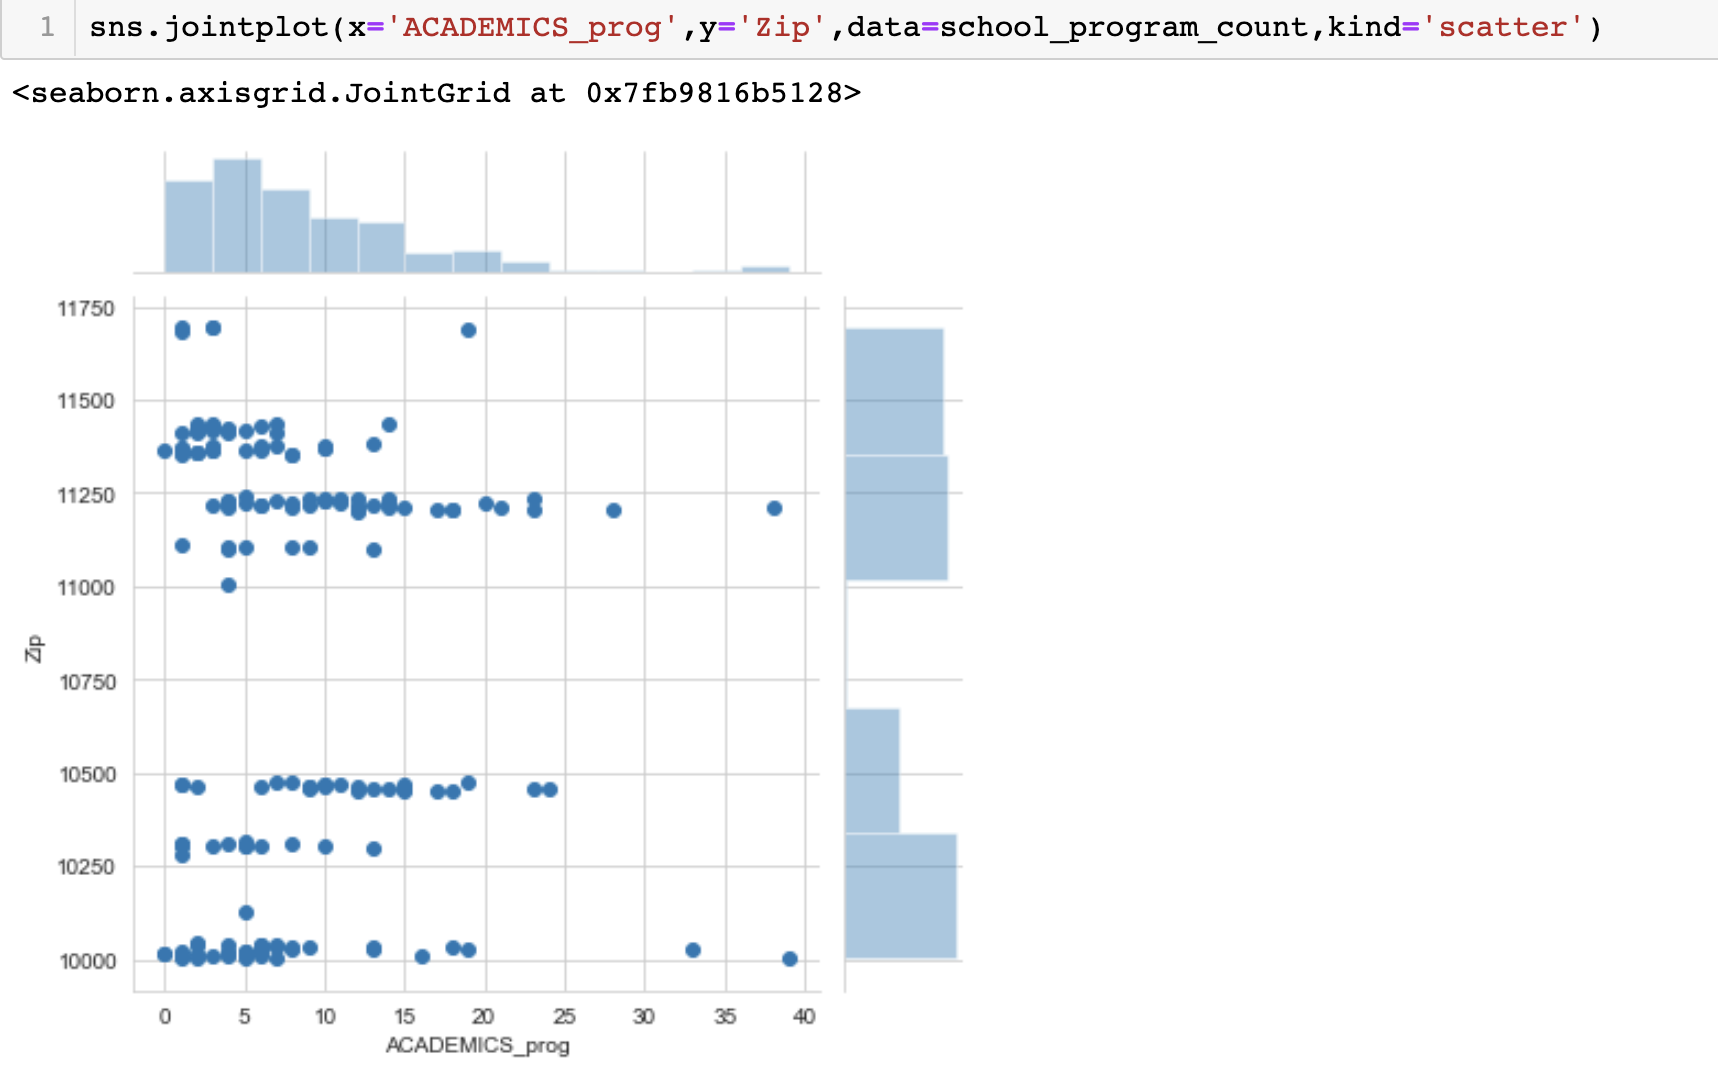 1 sns.jointplot(x='ACADEMICS_prog',y='Zip',data=school_program_count,kind='scatter')
<seaborn.axisgrid.JointGrid at 0x7fb9816b5128>
11750
11500
11250
11000
10750
10500
10250
10000
Zip
0 5 10 15 20 25 30 35 40
ACADEMICS_prog